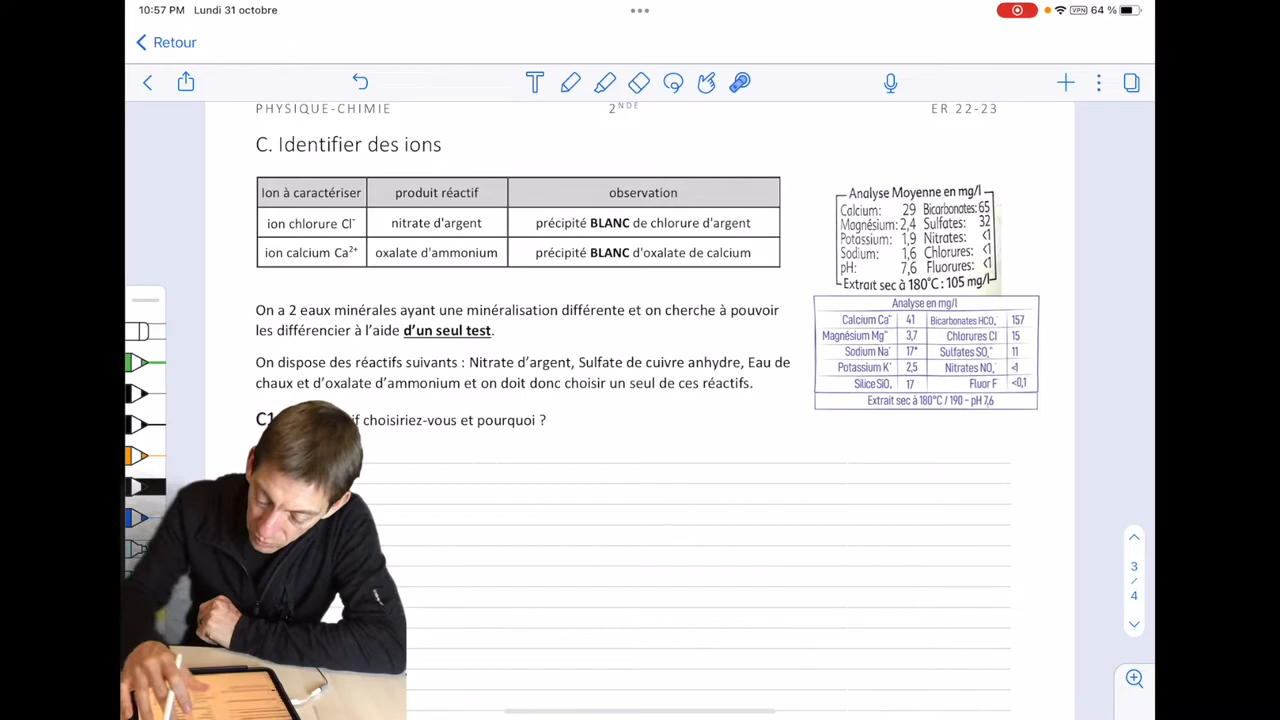 10:57 PM Lundi 31 octobre
VPN 64 %
Retour
PHYSIQUE-CHIMIE 2NDE ER 22-23
C. Identifier des ions
Ion à caractériser produit réactif observation
ion chlorure Cl⁻ nitrate d'argent précipité BLANC de chlorure d'argent
ion calcium Ca²⁺ oxalate d'ammonium précipité BLANC d'oxalate de calcium
Analyse Moyenne en mg/l
Calcium: 29 Bicarbonates: 65
Magnésium: 2,4 Sulfates: 32
Potassium: 1,9 Nitrates: <1
Sodium: 1,6 Chlorures: <1
pH: 7,6 Fluorures: <1
Extrait sec à 180°C : 105 mg/l
On a 2 eaux minérales ayant une minéralisation différente et on cherche à pouvoir
les différencier à l'aide d'un seul test.
On dispose des réactifs suivants : Nitrate d'argent, Sulfate de cuivre anhydre, Eau de
chaux et d'oxalate d'ammonium et on doit donc choisir un seul de ces réactifs.
Analyse en mg/l
Calcium Ca⁺⁺ 41 Bicarbonates HCO₃⁻ 157
Magnésium Mg⁺⁺ 3,7 Chlorures Cl⁻ 15
Sodium Na⁺ 17* Sulfates SO₄⁻⁻ 11
Potassium K⁺ 2,5 Nitrates NO₃⁻ <1
Silice SiO₂ 17 Fluor F⁻ <0,1
Extrait sec à 180°C / 190 – pH 7,6
C1 choisiriez-vous et pourquoi ?
3
/
4